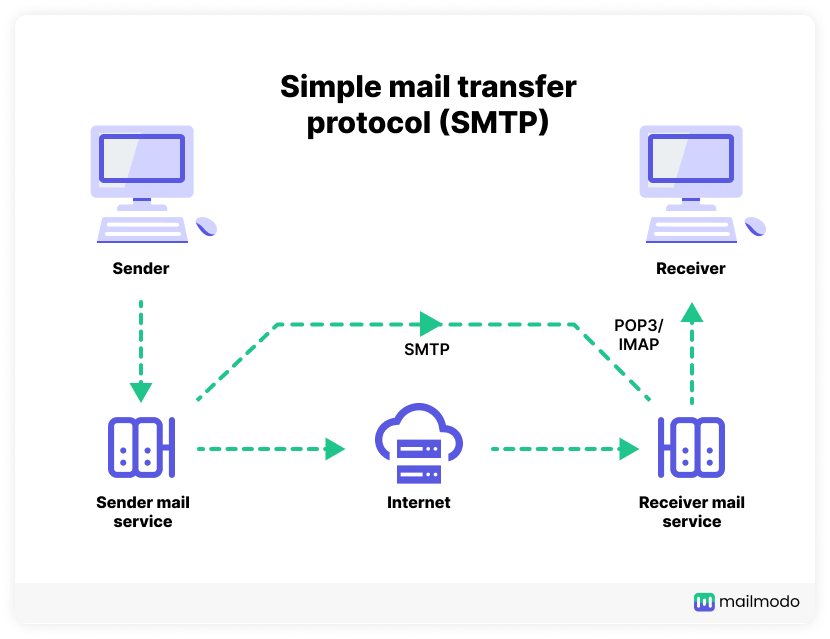 Simple mail transfer
protocol (SMTP)
Sender
Receiver
POP3/
IMAP
SMTP
Sender mail
service
Internet
Receiver mail
service
mailmodo